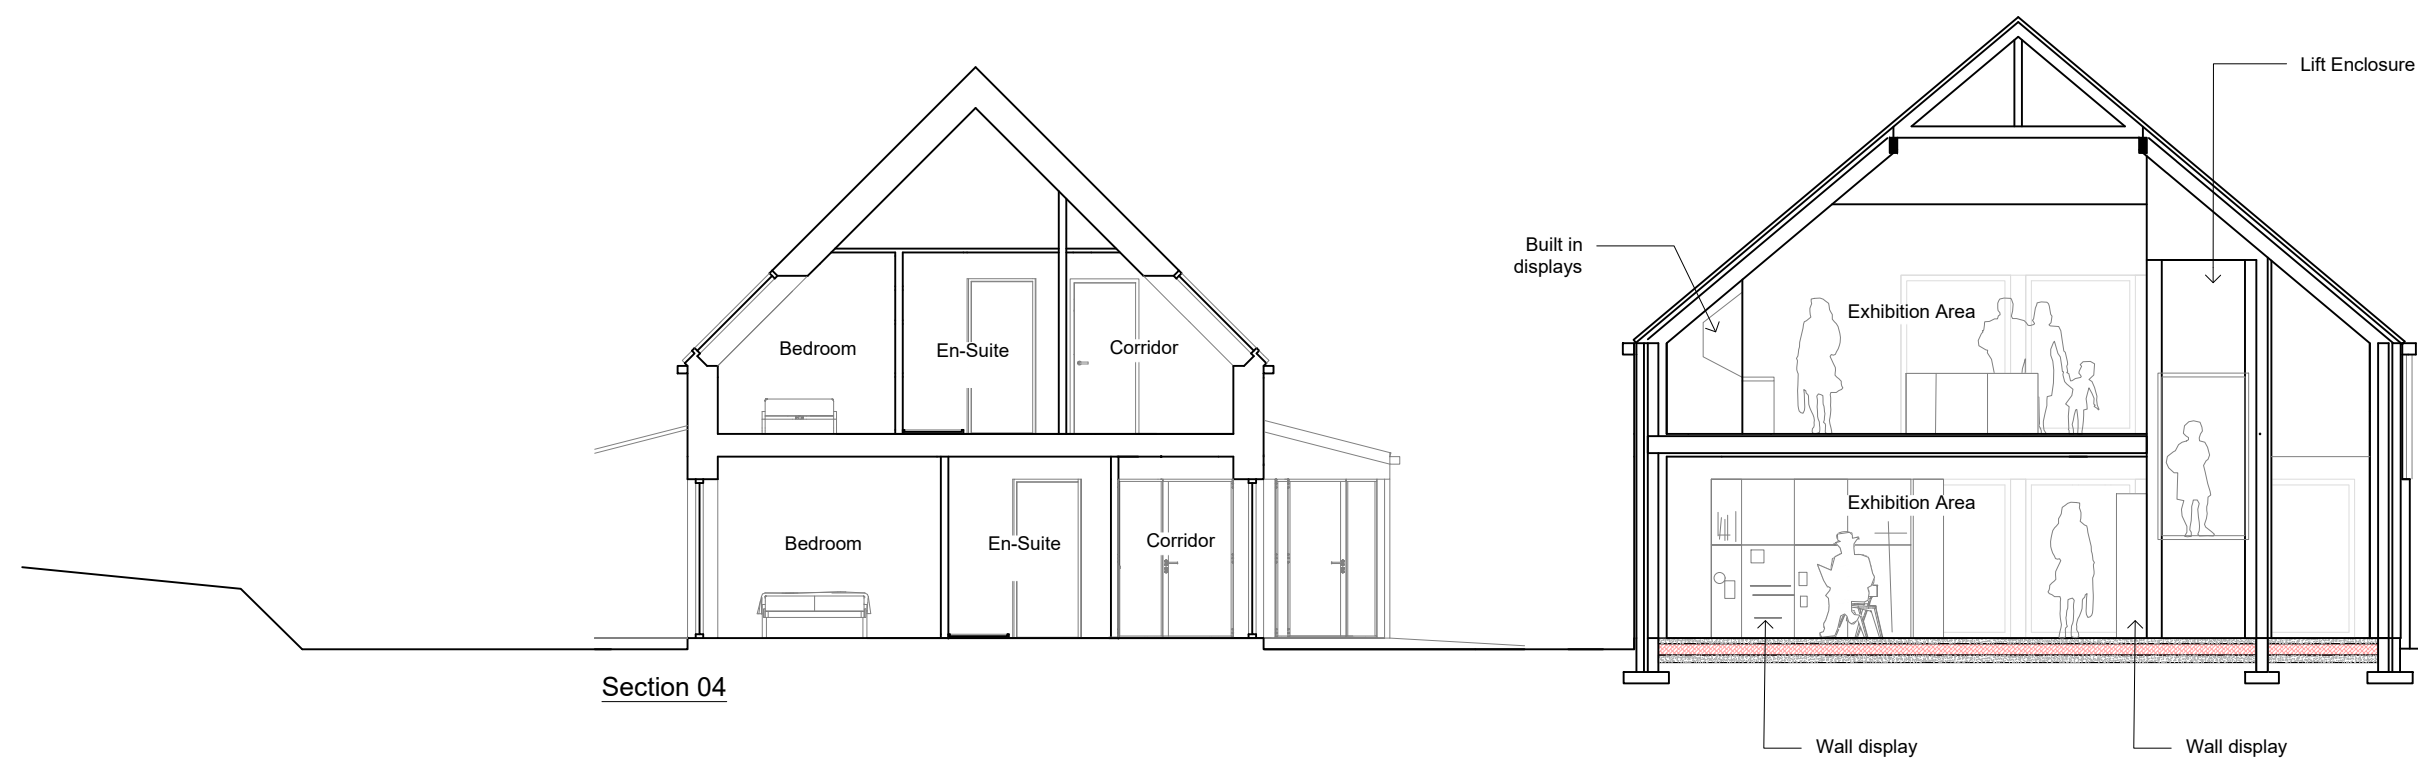 Lift Enclosure
Built in
displays
Exhibition Area
Bedroom
En-Suite
Corridor
Exhibition Area
Bedroom
En-Suite
Corridor
Section 04
Wall display
Wall display